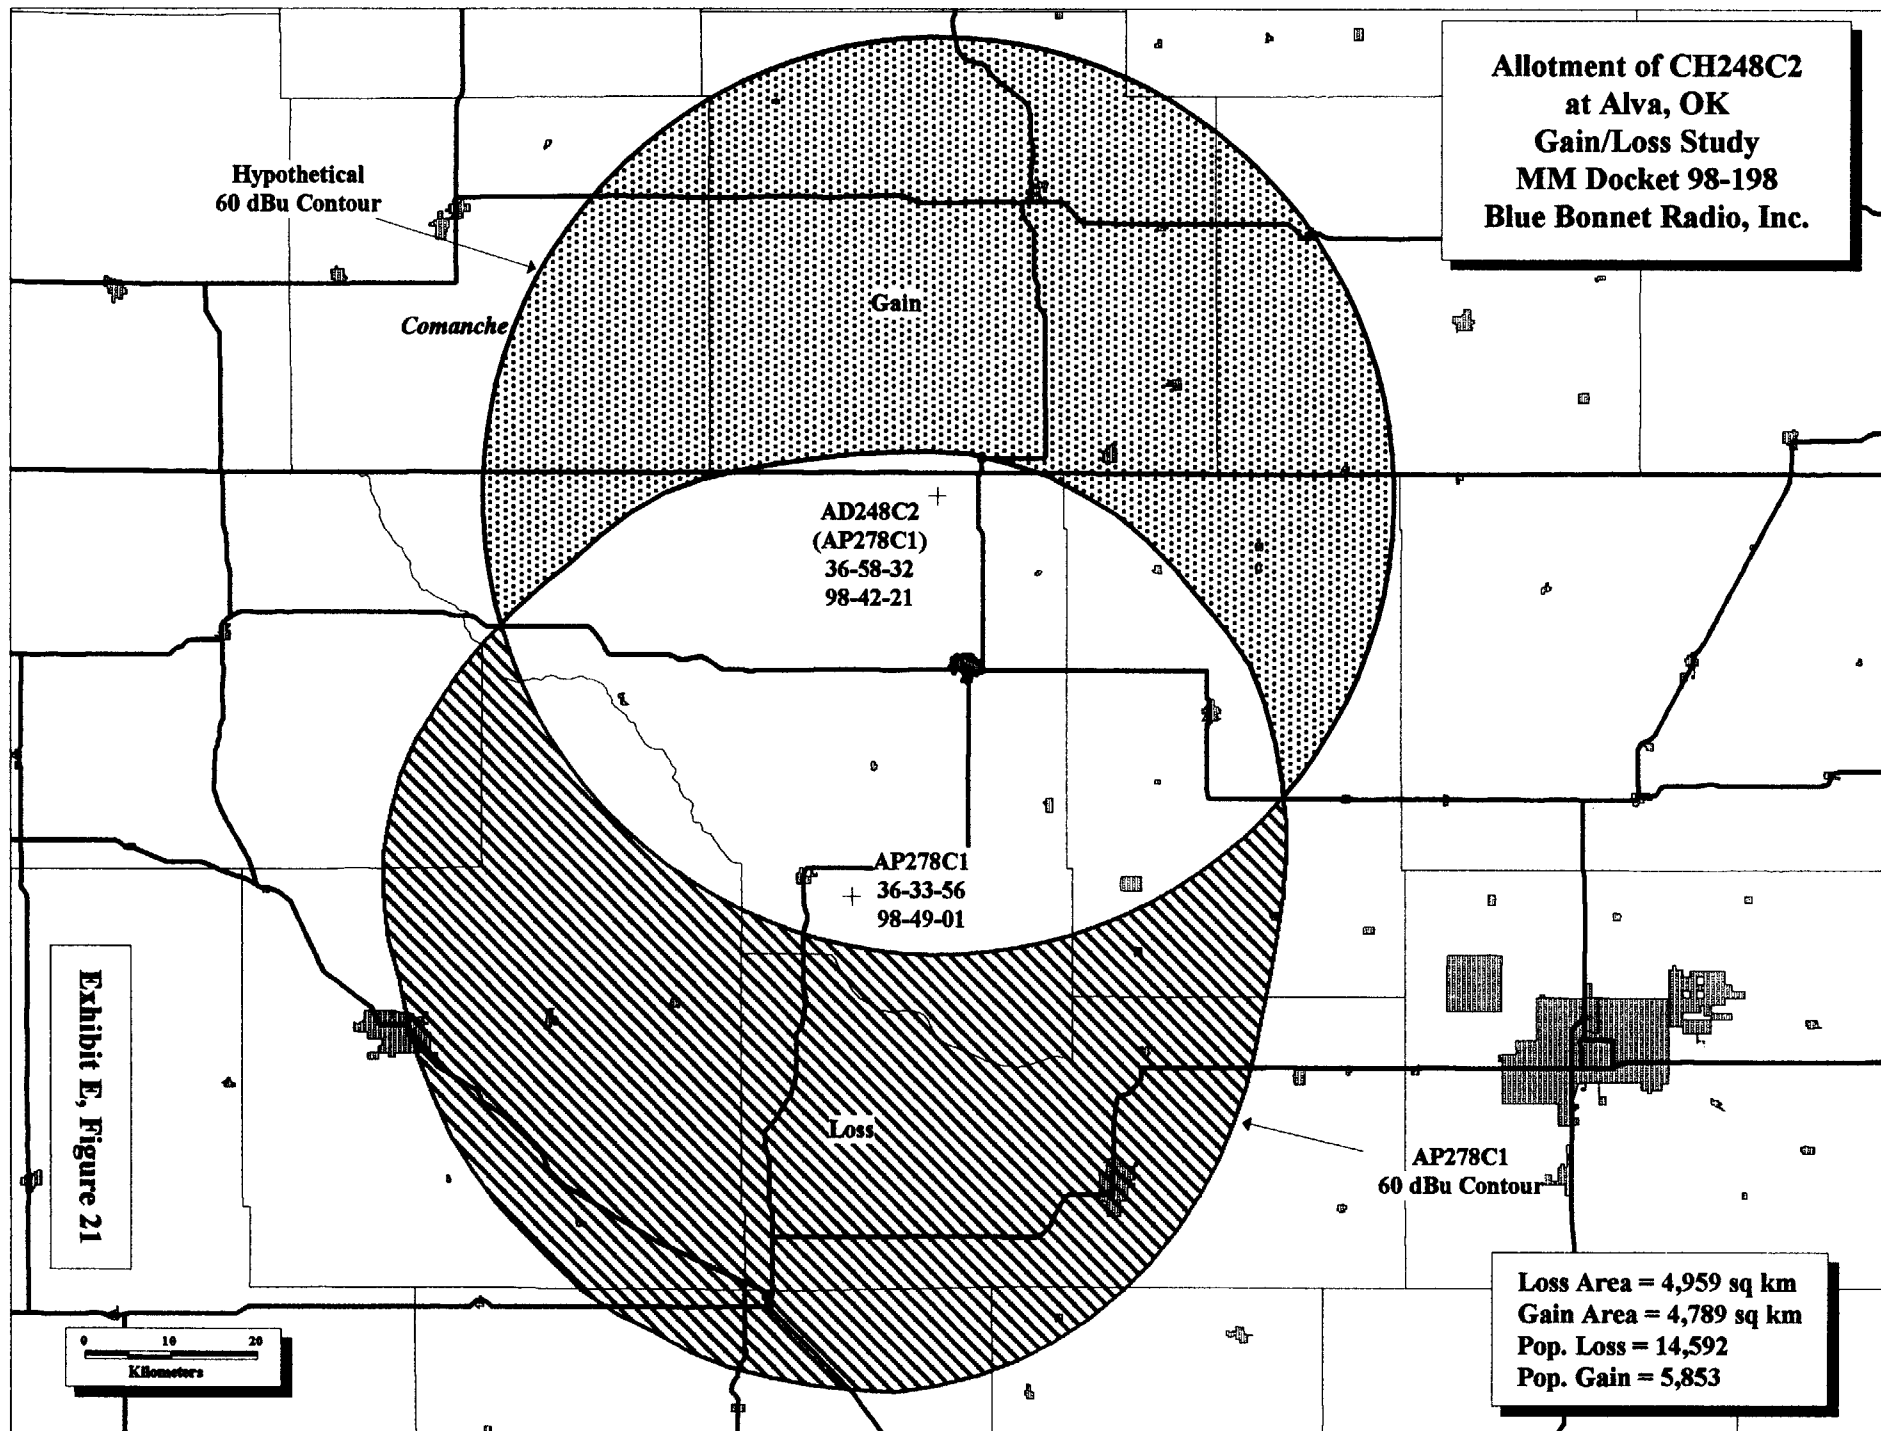 Allotment of CH248C2
at Alva, OK
Gain/Loss Study
MM Docket 98-198
Blue Bonnet Radio, Inc.
Hypothetical
60 dBu Contour
Gain
Comanche
AD248C2
(AP278C1)
36-58-32
98-42-21
AP278C1
36-33-56
98-49-01
Exhibit E, Figure 21
Loss
AP278C1
60 dBu Contour
Loss Area = 4,959 sq km
Gain Area = 4,789 sq km
Pop. Loss = 14,592
Pop. Gain = 5,853
0 10 20
Kilometers